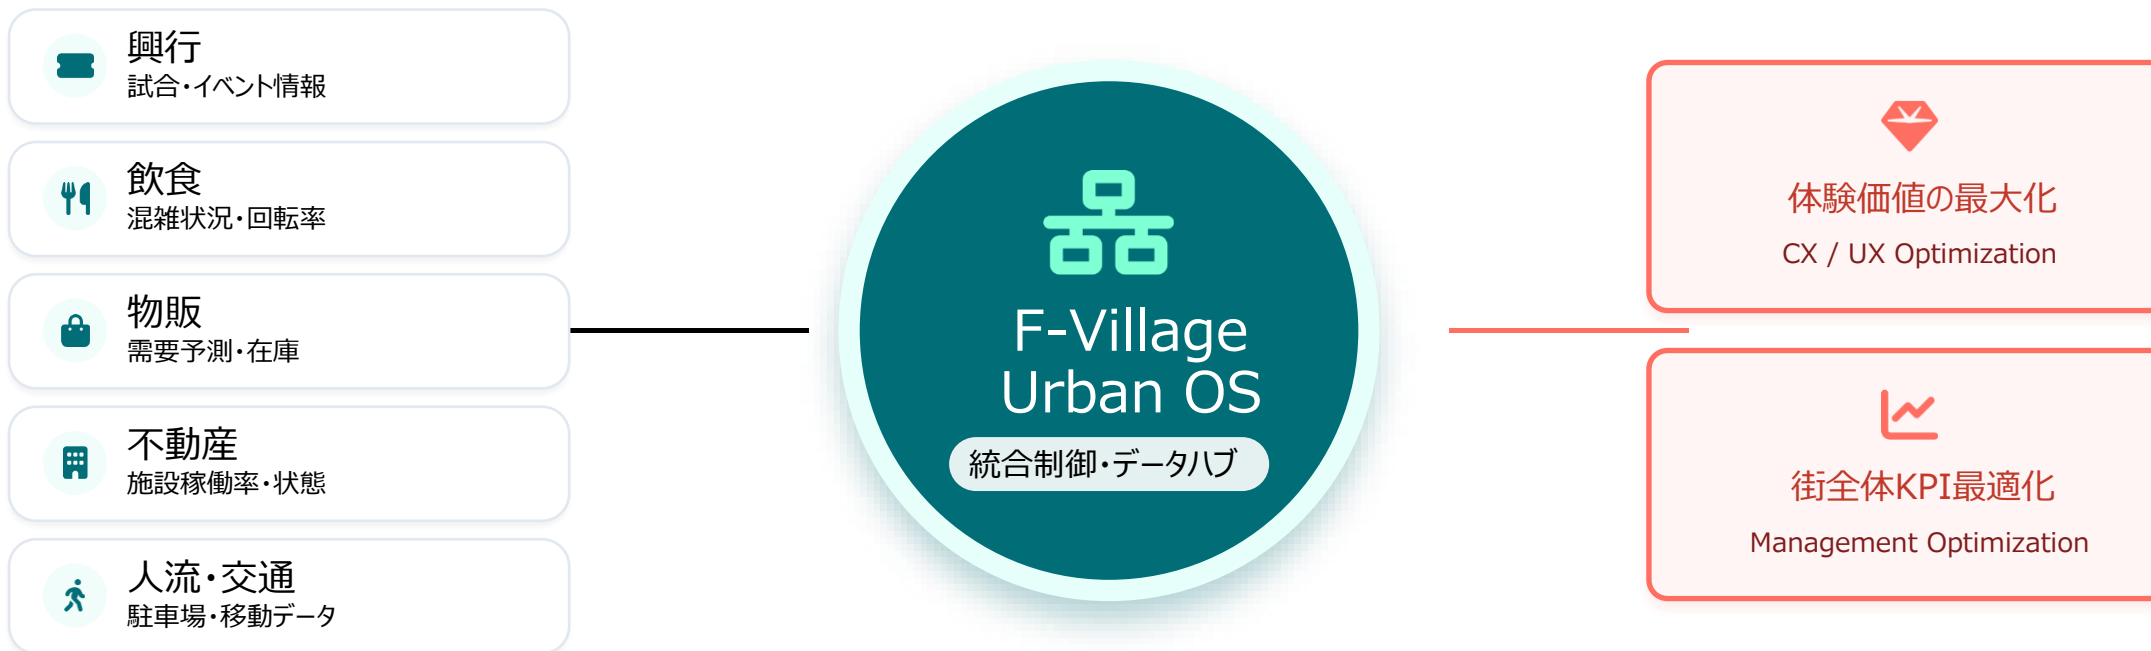 興行
試合・イベント情報
飲食
混雑状況・回転率
物販
需要予測・在庫
不動産
施設稼働率・状態
人流・交通
駐車場・移動データ
F-Village
Urban OS
統合制御・データハブ
体験価値の最大化
CX / UX Optimization
街全体KPI最適化
Management Optimization